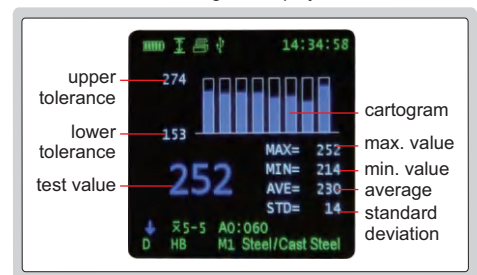 14:34:58
upper tolerance
274
cartogram
lower tolerance
153
MAX= 252
max. value
MIN= 214
min. value
test value
252
AVE= 230
average
STD= 14
standard deviation
x̄5-5 A0:060
D HB M1 Steel/Cast Steel